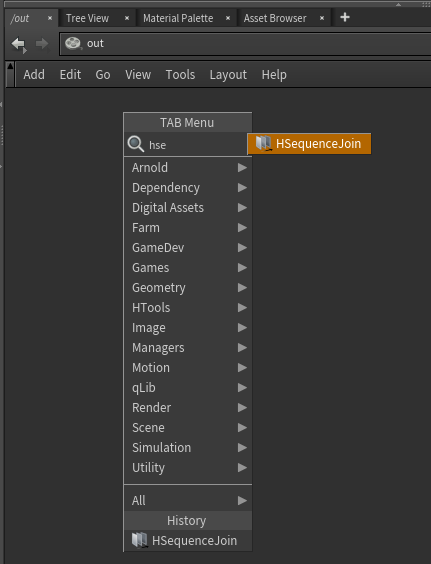 /out × Tree View × Material Palette × Asset Browser × +
out
Add Edit Go View Tools Layout Help
TAB Menu
hse
HSequenceJoin
Arnold
Dependency
Digital Assets
Farm
GameDev
Games
Geometry
HTools
Image
Managers
Motion
qLib
Render
Scene
Simulation
Utility
All
History
HSequenceJoin